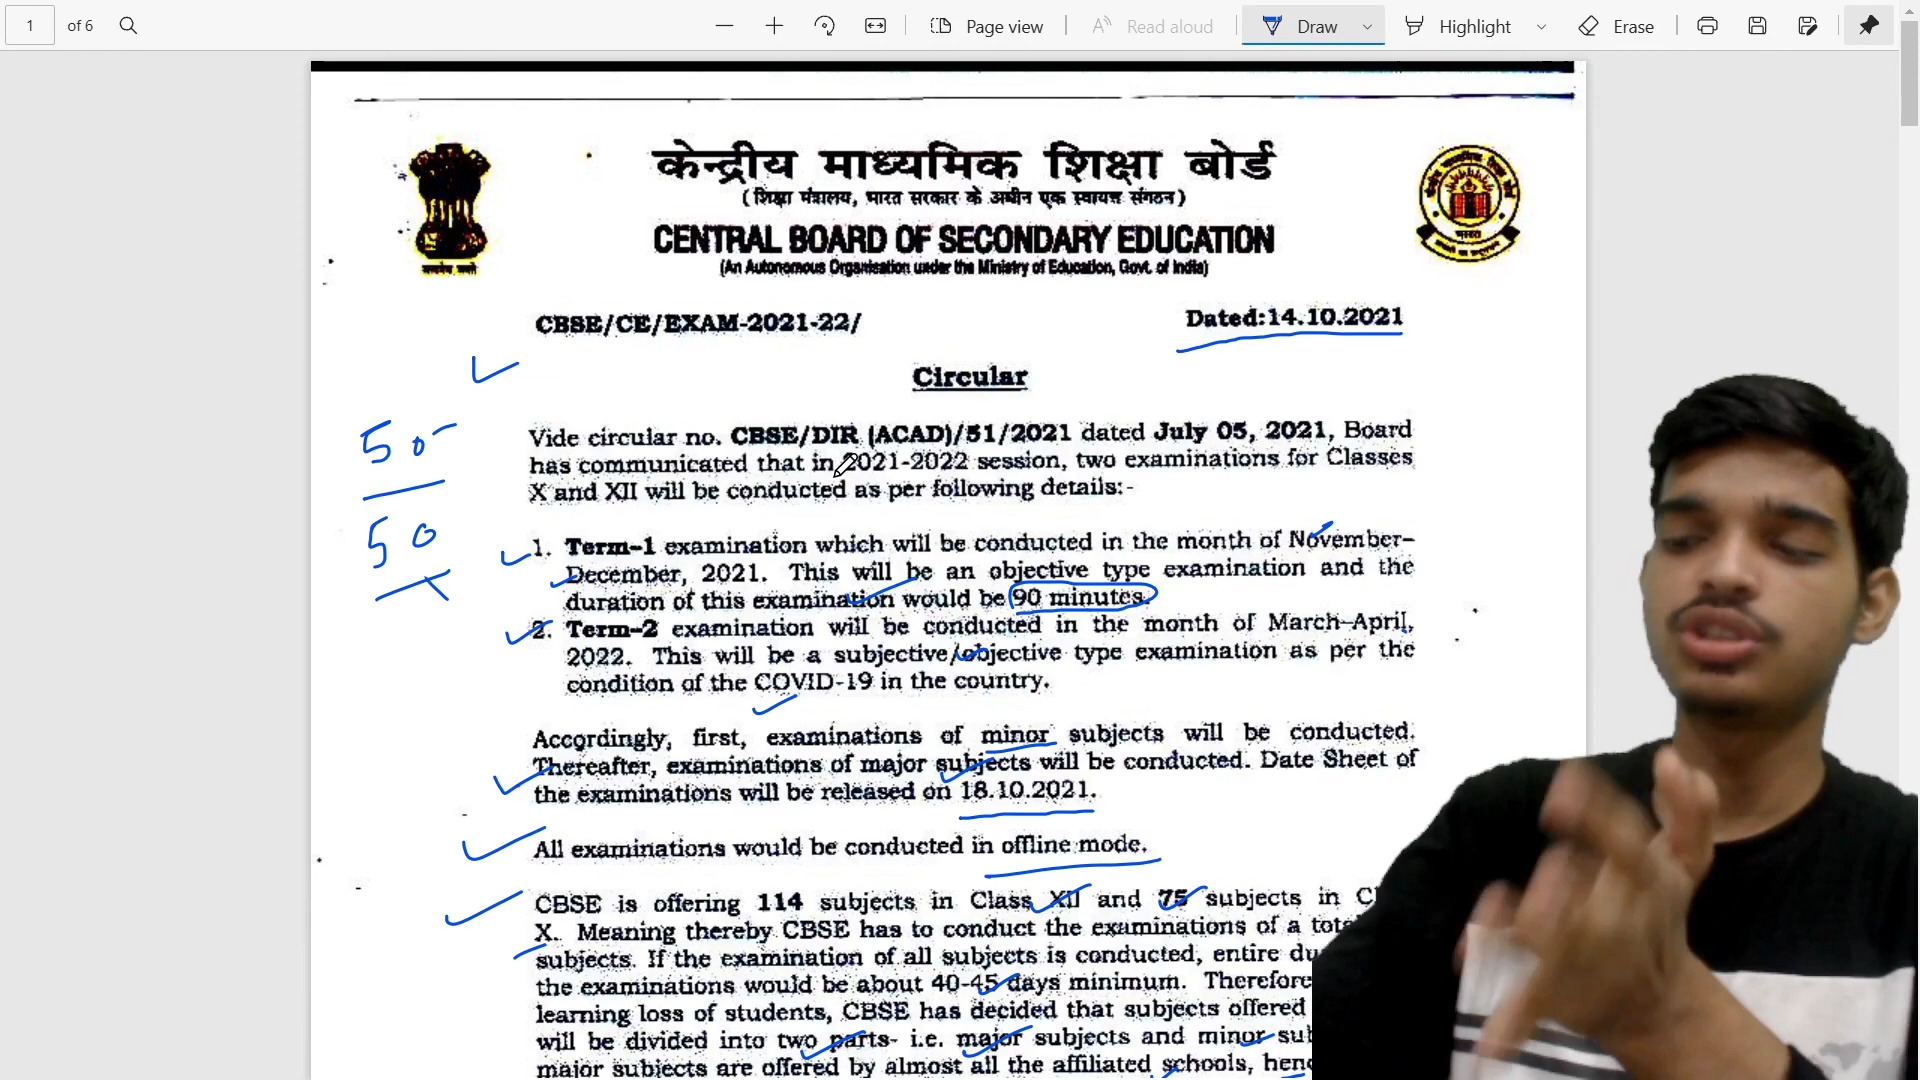 1 of 6 Page view Read aloud Draw Highlight Erase
केन्द्रीय माध्यमिक शिक्षा बोर्ड
(शिक्षा मंत्रालय, भारत सरकार के अधीन एक स्वायत्त संगठन)
CENTRAL BOARD OF SECONDARY EDUCATION
(An Autonomous Organisation under the Ministry of Education, Govt. of India)
CBSE/CE/EXAM-2021-22/ Dated:14.10.2021
Circular
50
50
Vide circular no. CBSE/DIR (ACAD)/51/2021 dated July 05, 2021, Board
has communicated that in 2021-2022 session, two examinations for Classes
X and XII will be conducted as per following details:-
1. Term-1 examination which will be conducted in the month of November-
December, 2021. This will be an objective type examination and the
duration of this examination would be 90 minutes.
2. Term-2 examination will be conducted in the month of March-April,
2022. This will be a subjective/objective type examination as per the
condition of the COVID-19 in the country.
Accordingly, first, examinations of minor subjects will be conducted.
Thereafter, examinations of major subjects will be conducted. Date Sheet of
the examinations will be released on 18.10.2021.
All examinations would be conducted in offline mode.
CBSE is offering 114 subjects in Class XII and 75 subjects in
X. Meaning thereby CBSE has to conduct the examinations of a
subjects. If the examination of all subjects is conducted, entire
the examinations would be about 40-45 days minimum. Therefore
learning loss of students, CBSE has decided that subjects offered
will be divided into two parts- i.e. major subjects and minor
major subjects are offered by almost all the affiliated schools,